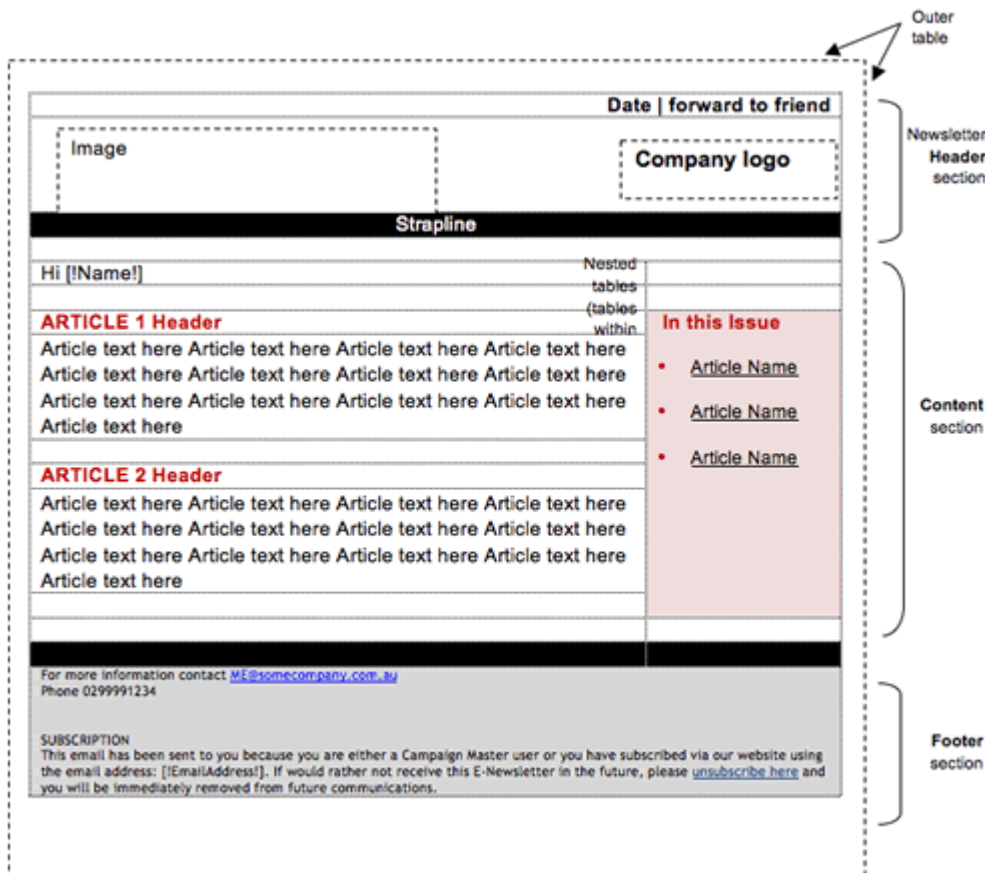 Outer
table
Date | forward to friend
Image
Company logo
Newsletter
Header
section
Strapline
Hi [!Name!]
Nested
tables
(tables
within
ARTICLE 1 Header
Article text here Article text here Article text here Article text here
Article text here Article text here Article text here Article text here
Article text here Article text here Article text here Article text here
Article text here
In this Issue
• Article Name
• Article Name
• Article Name
Content
section
ARTICLE 2 Header
Article text here Article text here Article text here Article text here
Article text here Article text here Article text here Article text here
Article text here Article text here Article text here Article text here
Article text here
For more information contact ME@somecompany.com.au
Phone 0299991234
SUBSCRIPTION
This email has been sent to you because you are either a Campaign Master user or you have subscribed via our website using
the email address: [!EmailAddress!]. If would rather not receive this E-Newsletter in the future, please unsubscribe here and
you will be immediately removed from future communications.
Footer
section